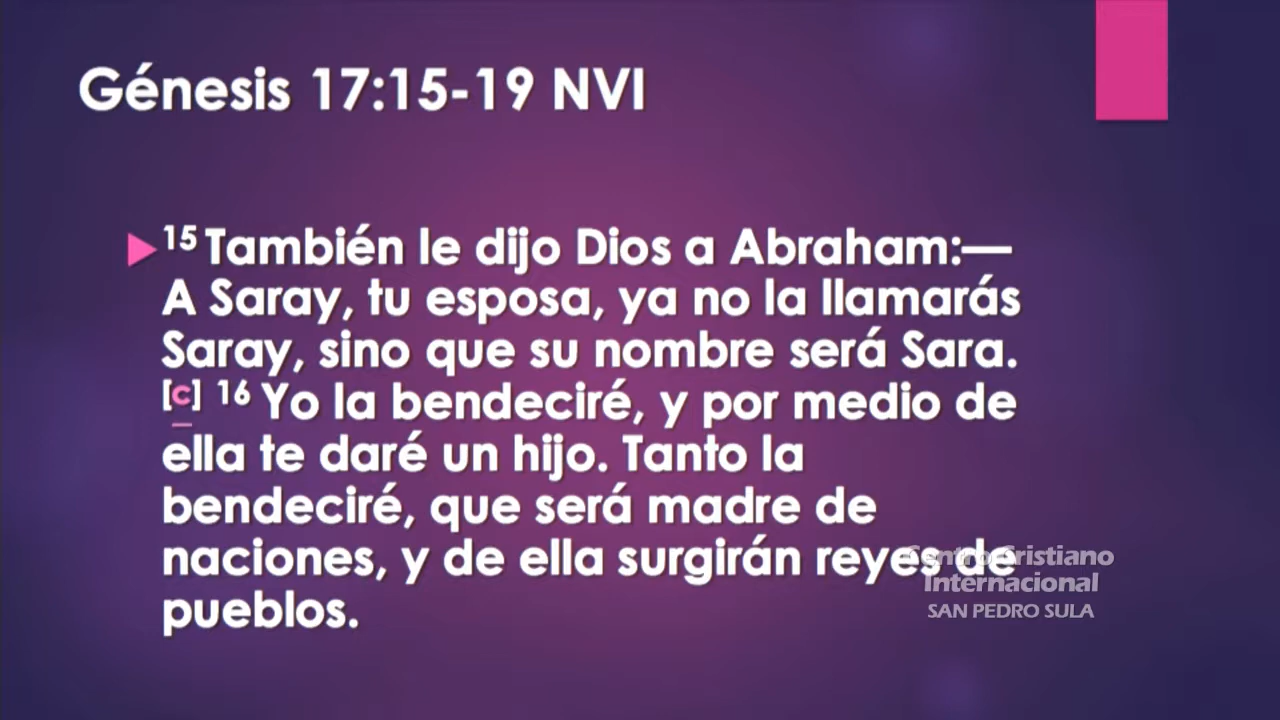 Génesis 17:15-19 NVI
15 También le dijo Dios a Abraham:—
A Saray, tu esposa, ya no la llamarás
Saray, sino que su nombre será Sara.
[c] 16 Yo la bendeciré, y por medio de
ella te daré un hijo. Tanto la
bendeciré, que será madre de
naciones, y de ella surgirán reyes de
pueblos.
Centro Cristiano
Internacional
SAN PEDRO SULA